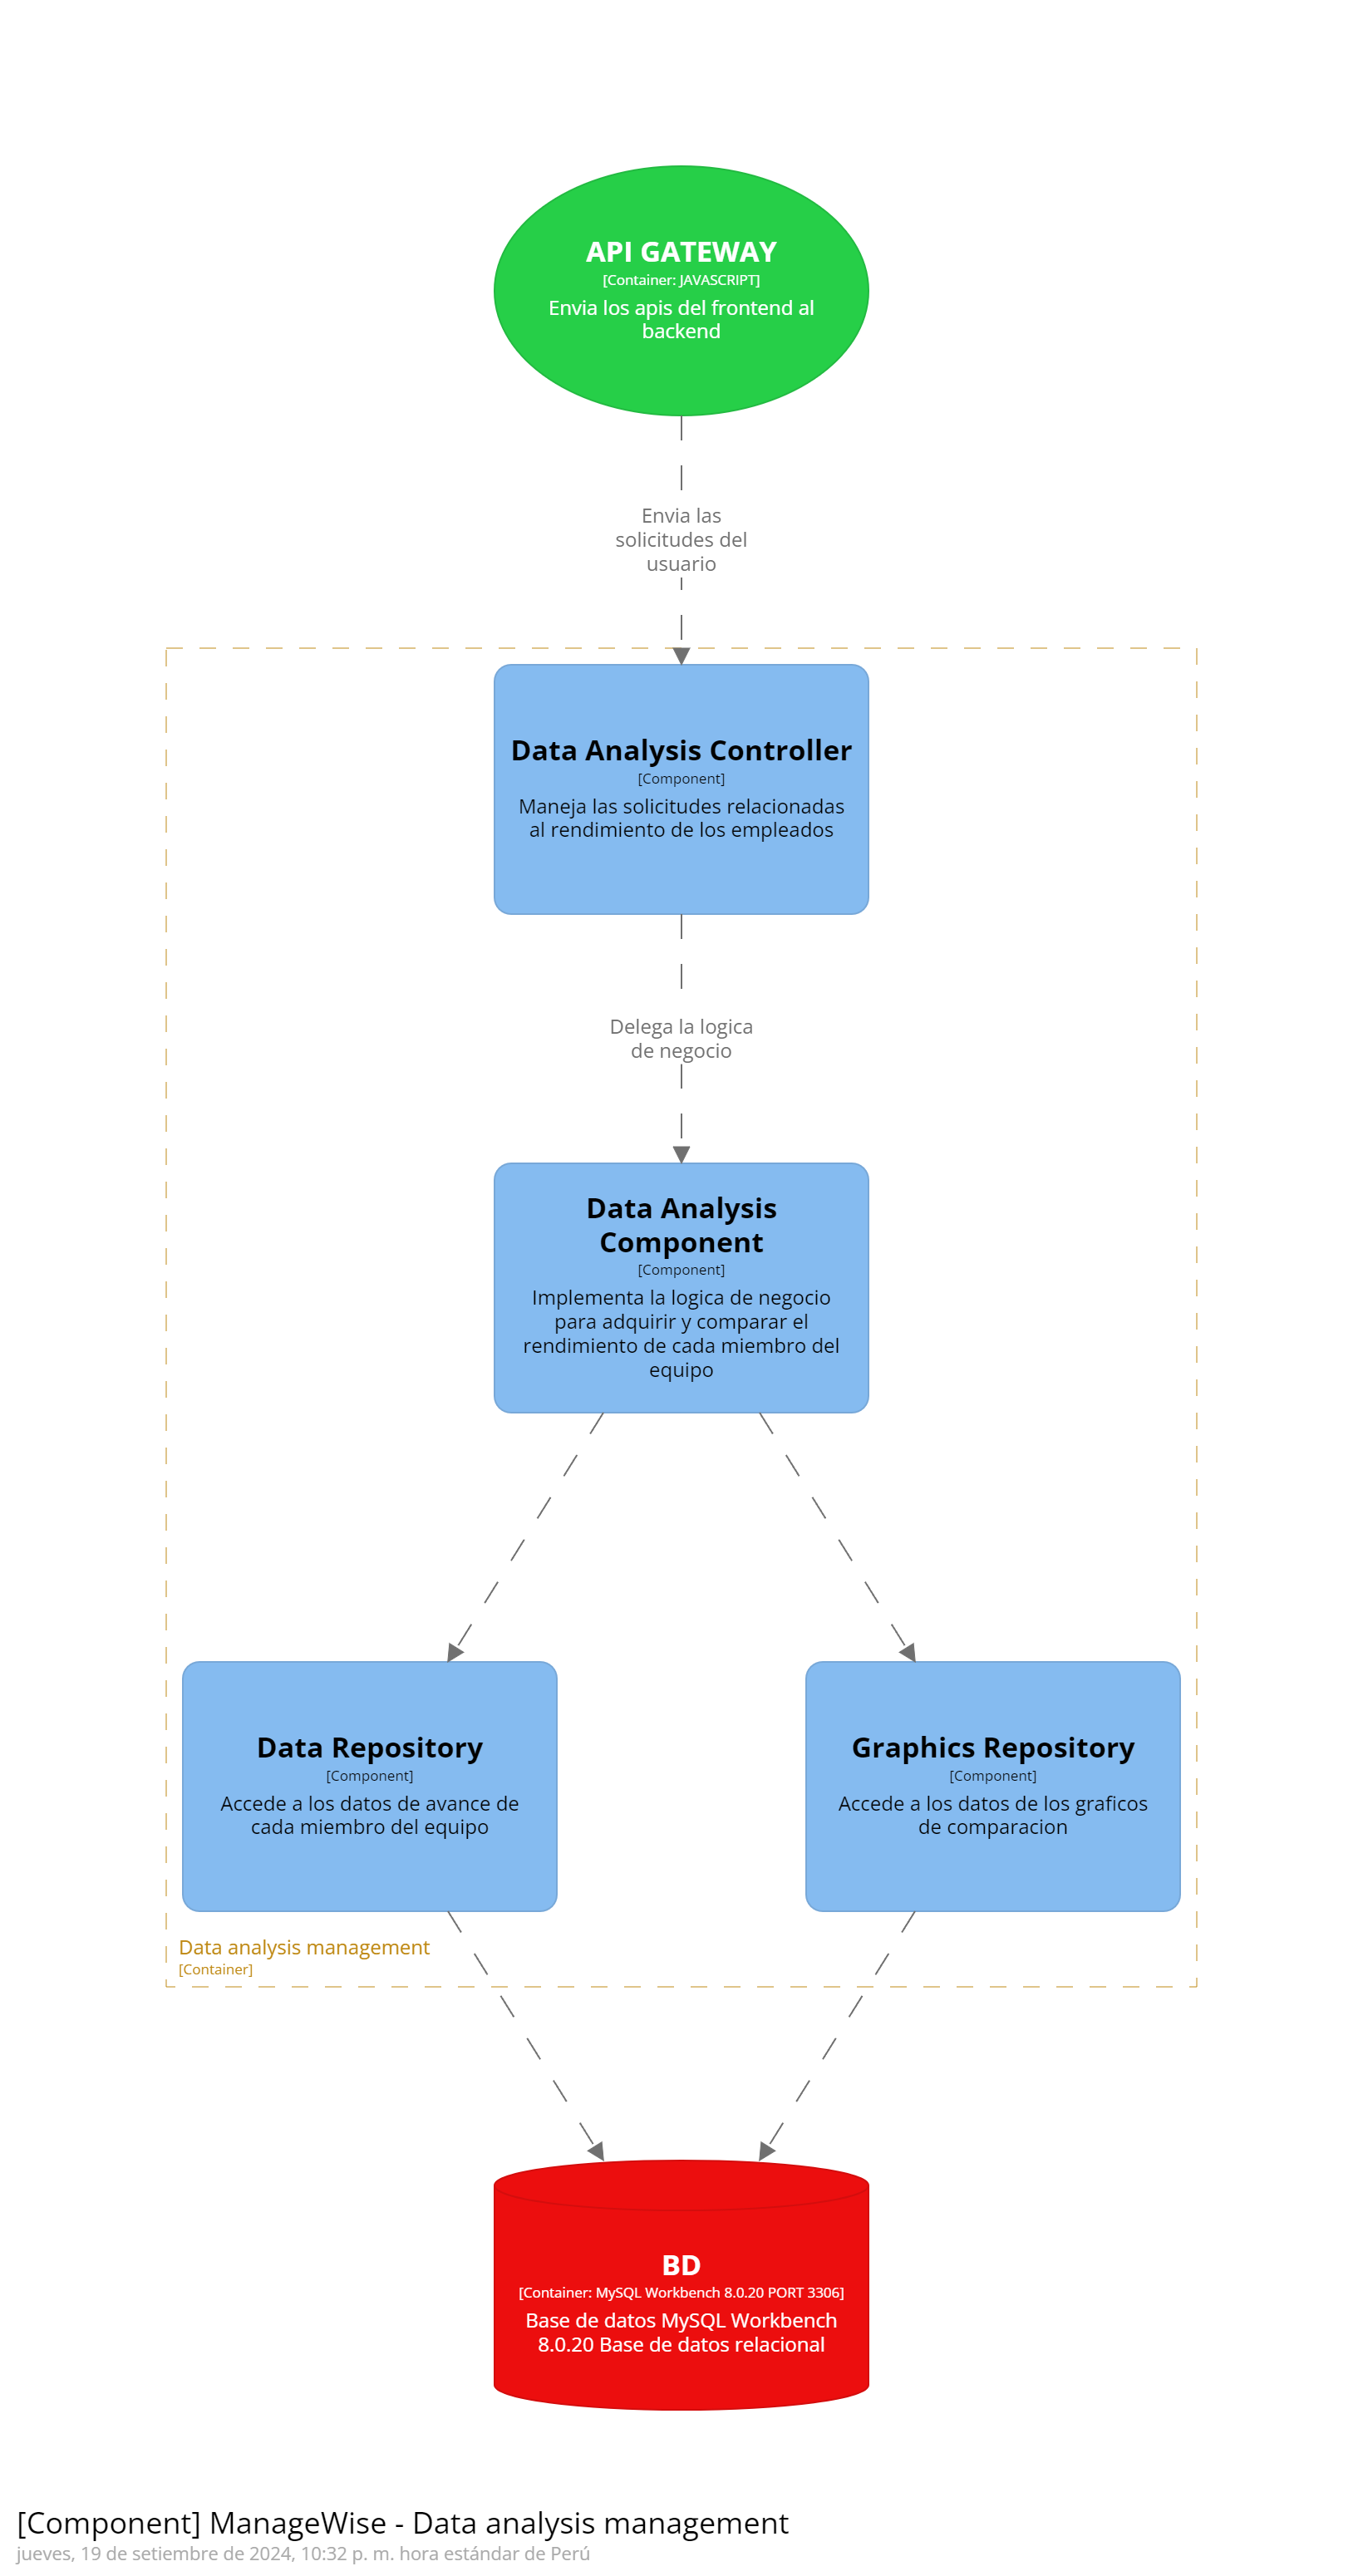 API GATEWAY
[Container: JAVASCRIPT]
Envia los apis del frontend al
backend
Envia las
solicitudes del
usuario
Data Analysis Controller
[Component]
Maneja las solicitudes relacionadas
al rendimiento de los empleados
Delega la logica
de negocio
Data Analysis
Component
[Component]
Implementa la logica de negocio
para adquirir y comparar el
rendimiento de cada miembro del
equipo
Data Repository
[Component]
Accede a los datos de avance de
cada miembro del equipo
Graphics Repository
[Component]
Accede a los datos de los graficos
de comparacion
Data analysis management
[Container]
BD
[Container: MySQL Workbench 8.0.20 PORT 3306]
Base de datos MySQL Workbench
8.0.20 Base de datos relacional
[Component] ManageWise - Data analysis management
jueves, 19 de setiembre de 2024, 10:32 p. m. hora estándar de Perú